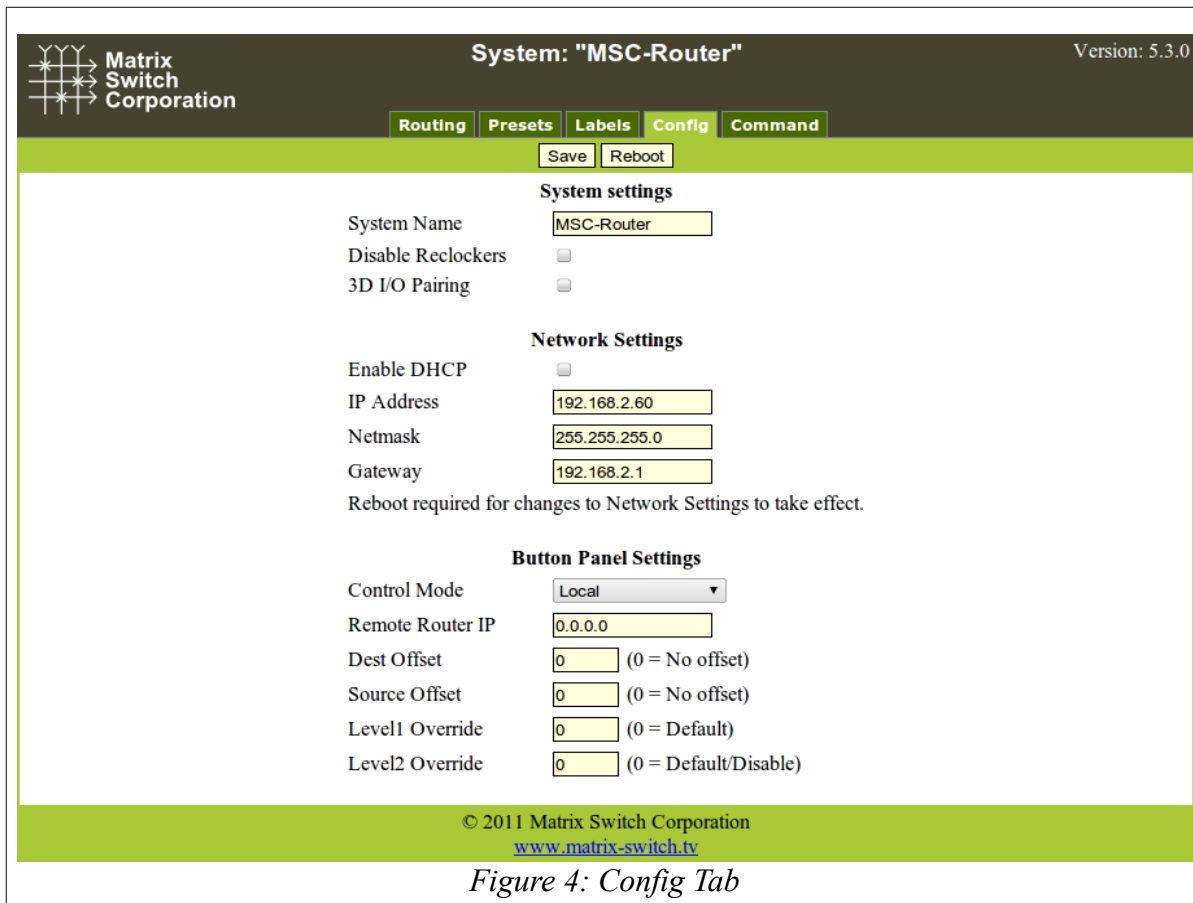 Matrix
Switch
Corporation
System: "MSC-Router"
Version: 5.3.0
Routing Presets Labels Config Command
Save Reboot
System settings
System Name MSC-Router
Disable Reclockers
3D I/O Pairing
Network Settings
Enable DHCP
IP Address 192.168.2.60
Netmask 255.255.255.0
Gateway 192.168.2.1
Reboot required for changes to Network Settings to take effect.
Button Panel Settings
Control Mode Local
Remote Router IP 0.0.0.0
Dest Offset 0 (0 = No offset)
Source Offset 0 (0 = No offset)
Level1 Override 0 (0 = Default)
Level2 Override 0 (0 = Default/Disable)
© 2011 Matrix Switch Corporation
www.matrix-switch.tv
Figure 4: Config Tab